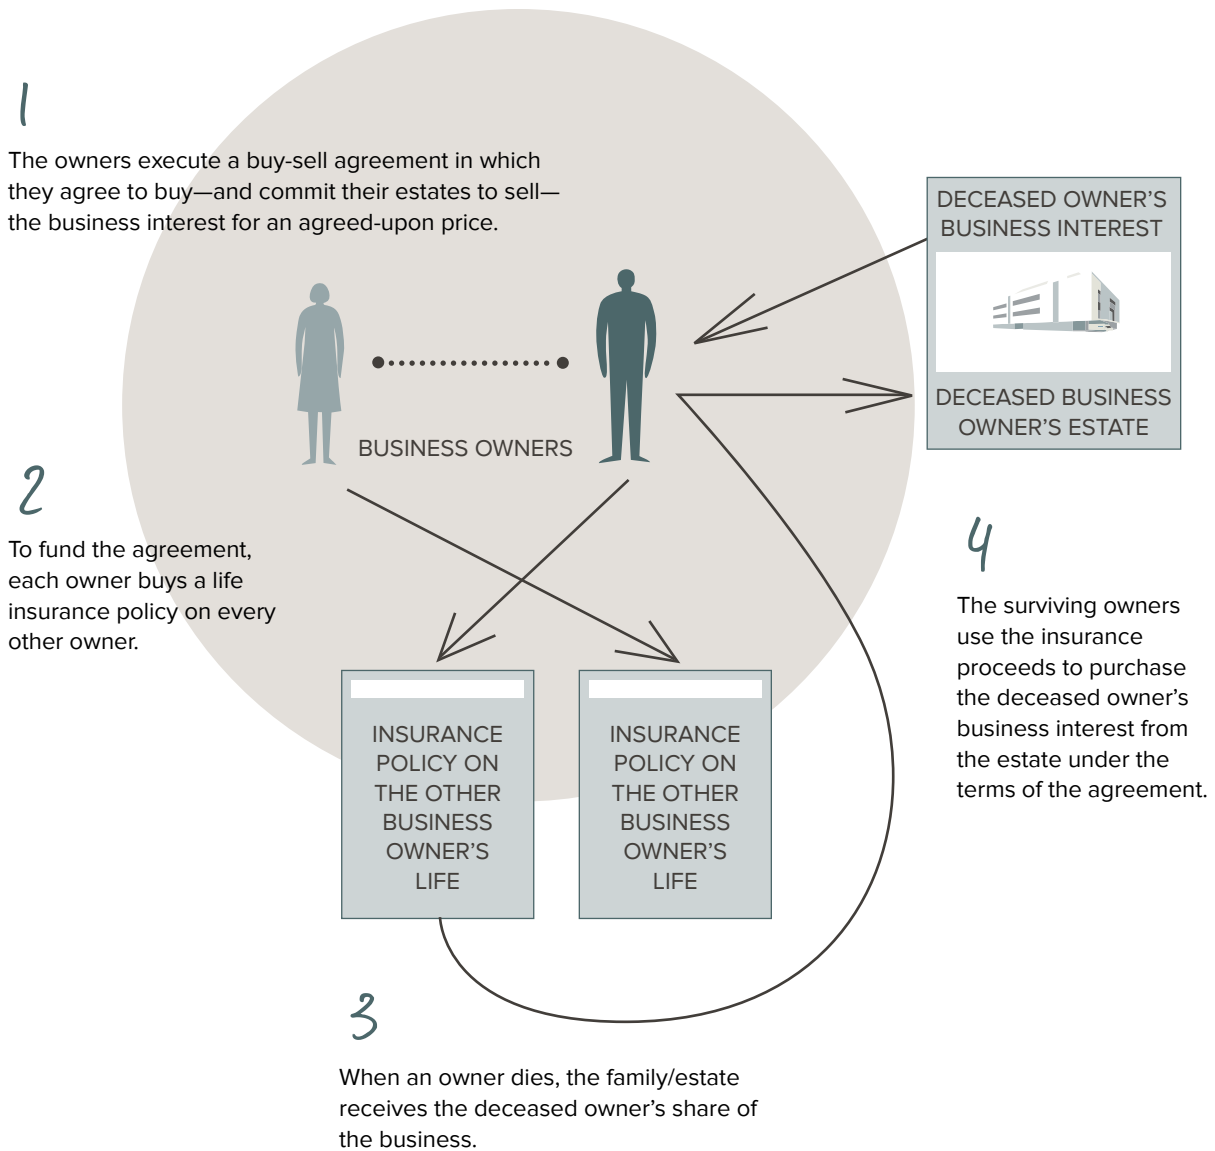 1
The owners execute a buy-sell agreement in which
they agree to buy—and commit their estates to sell—
the business interest for an agreed-upon price.
DECEASED OWNER’S
BUSINESS INTEREST
DECEASED BUSINESS
OWNER’S ESTATE
BUSINESS OWNERS
2
To fund the agreement,
each owner buys a life
insurance policy on every
other owner.
INSURANCE
POLICY ON
THE OTHER
BUSINESS
OWNER’S
LIFE
INSURANCE
POLICY ON
THE OTHER
BUSINESS
OWNER’S
LIFE
3
When an owner dies, the family/estate
receives the deceased owner’s share of
the business.
4
The surviving owners
use the insurance
proceeds to purchase
the deceased owner’s
business interest from
the estate under the
terms of the agreement.